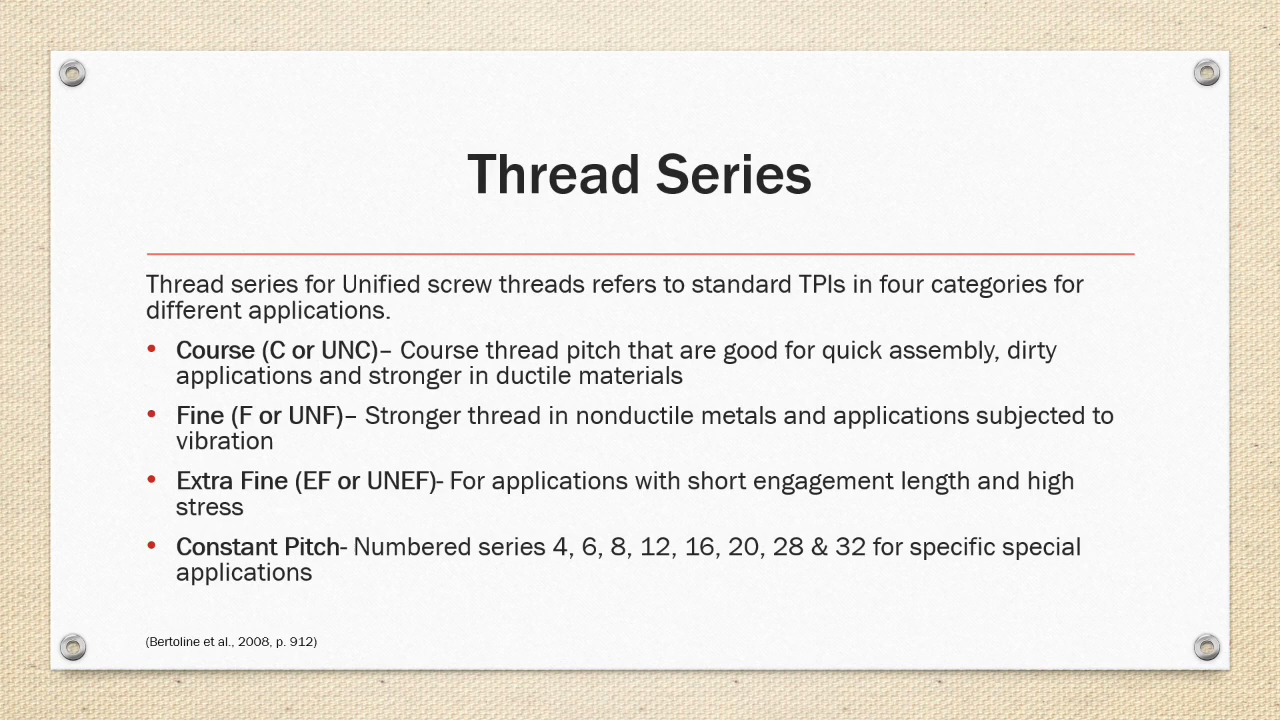 Thread Series
Thread series for Unified screw threads refers to standard TPIs in four categories for
different applications.
• Course (C or UNC)– Course thread pitch that are good for quick assembly, dirty
applications and stronger in ductile materials
• Fine (F or UNF)– Stronger thread in nonductile metals and applications subjected to
vibration
• Extra Fine (EF or UNEF)- For applications with short engagement length and high
stress
• Constant Pitch- Numbered series 4, 6, 8, 12, 16, 20, 28 & 32 for specific special
applications
(Bertoline et al., 2008, p. 912)